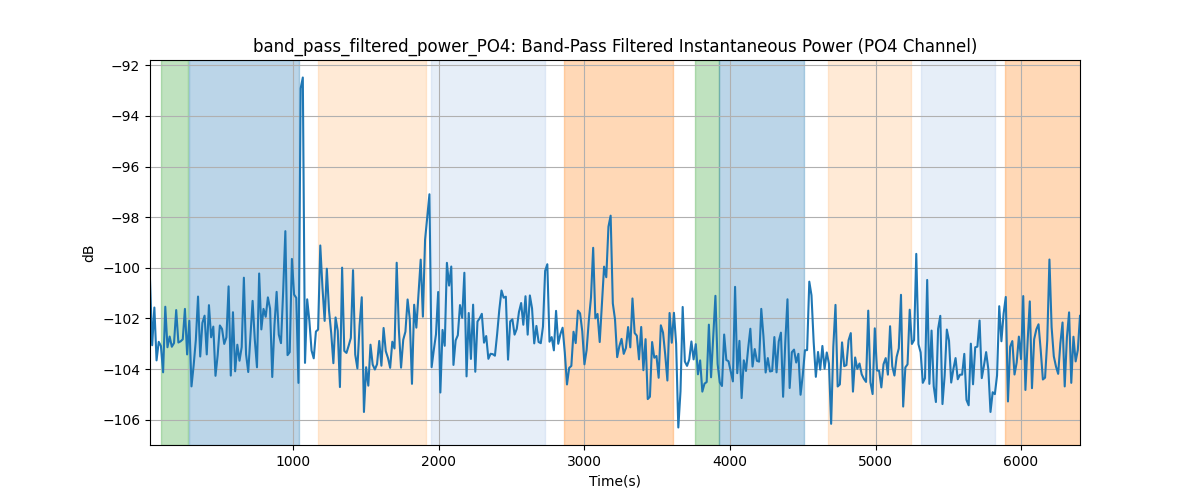 band_pass_filtered_power_PO4: Band-Pass Filtered Instantaneous Power (PO4 Channel)
−92
−94
−96
−98
−100
−102
−104
−106
dB
1000 2000 3000 4000 5000 6000
Time(s)